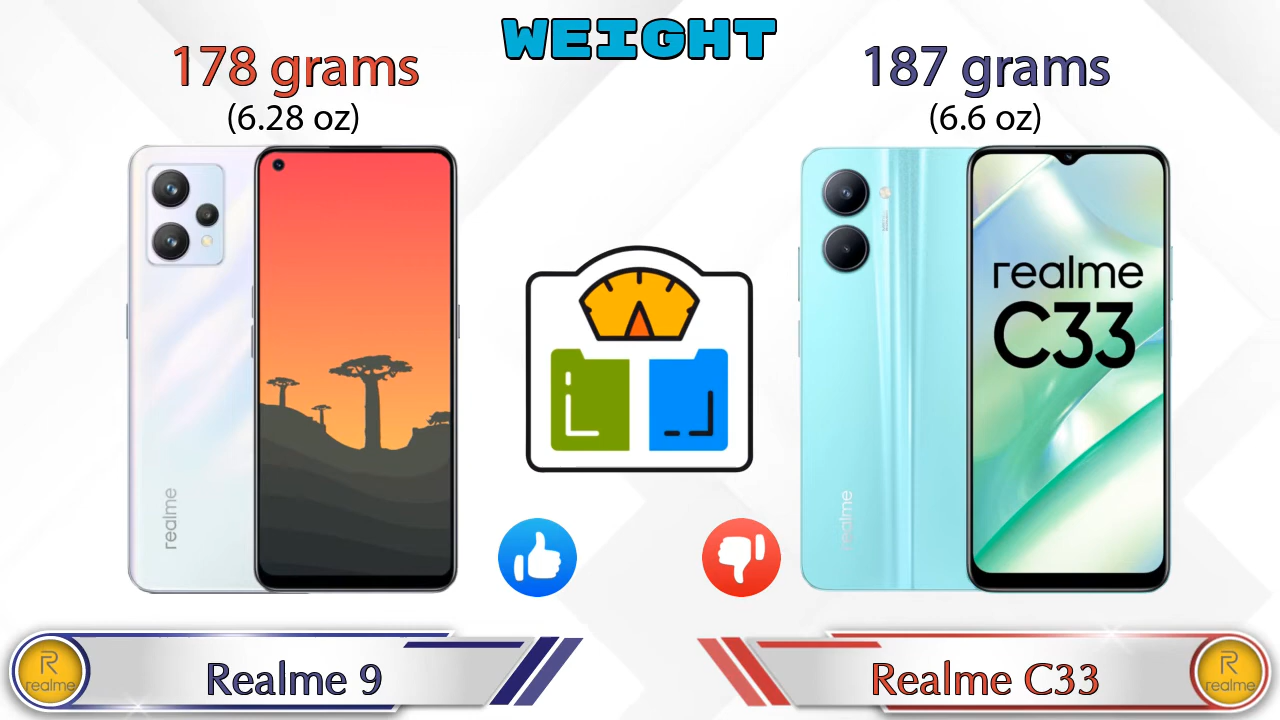 WEIGHT
178 grams
(6.28 oz)
187 grams
(6.6 oz)
realme
C33
realme
realme
Realme 9
Realme C33
R
realme
R
realme